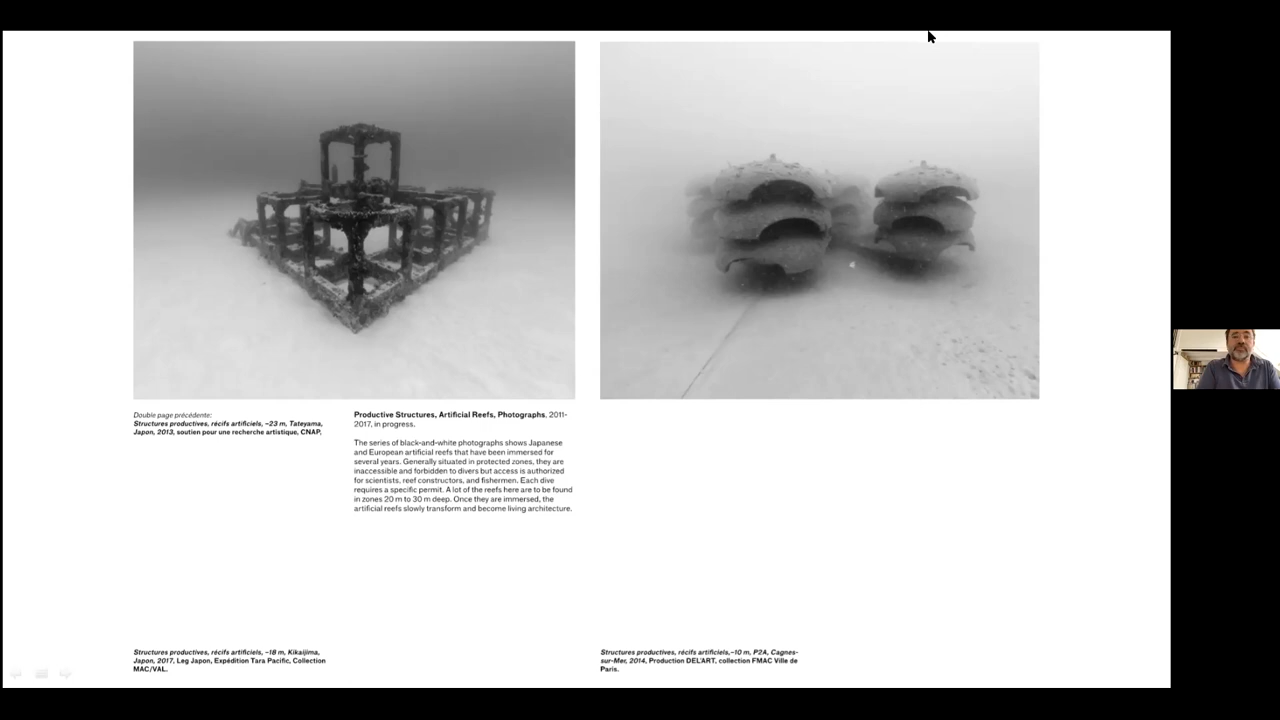 Double page précédente:
Structures productives, récifs artificiels, –23 m, Tateyama,
Japon, 2013, soutien pour une recherche artistique, CNAP,
Productive Structures, Artificial Reefs, Photographs, 2011-
2017, in progress.
The series of black-and-white photographs shows Japanese
and European artificial reefs that have been immersed for
several years. Generally situated in protected zones, they are
inaccessible and forbidden to divers but access is authorized
for scientists, reef constructors, and fishermen. Each dive
requires a specific permit. A lot of the reefs here are to be found
in zones 20 m to 30 m deep. Once they are immersed, the
artificial reefs slowly transform and become living architecture.
Structures productives, récifs artificiels, –18 m, Kikaijima,
Japon, 2017, Leg Japon, Expédition Tara Pacific, Collection
MAC/VAL.
Structures productives, récifs artificiels,–10 m, P2A, Cagnes-
sur-Mer, 2014, Production DEL'ART, collection FMAC Ville de
Paris.